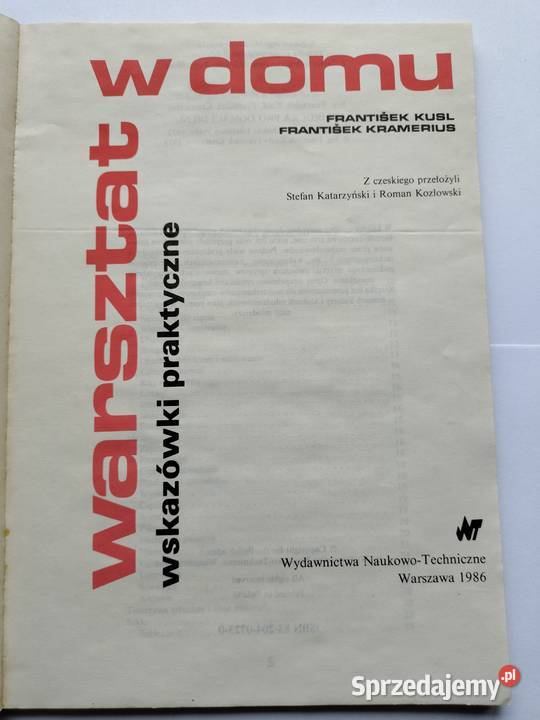 warsztat w domu
wskazówki praktyczne
FRANTIŠEK KUSL
FRANTIŠEK KRAMERIUS
Z czeskiego przełożyli
Stefan Katarzyński i Roman Kozłowski
WNT
Wydawnictwa Naukowo-Techniczne
Warszawa 1986
Sprzedajemy.pl